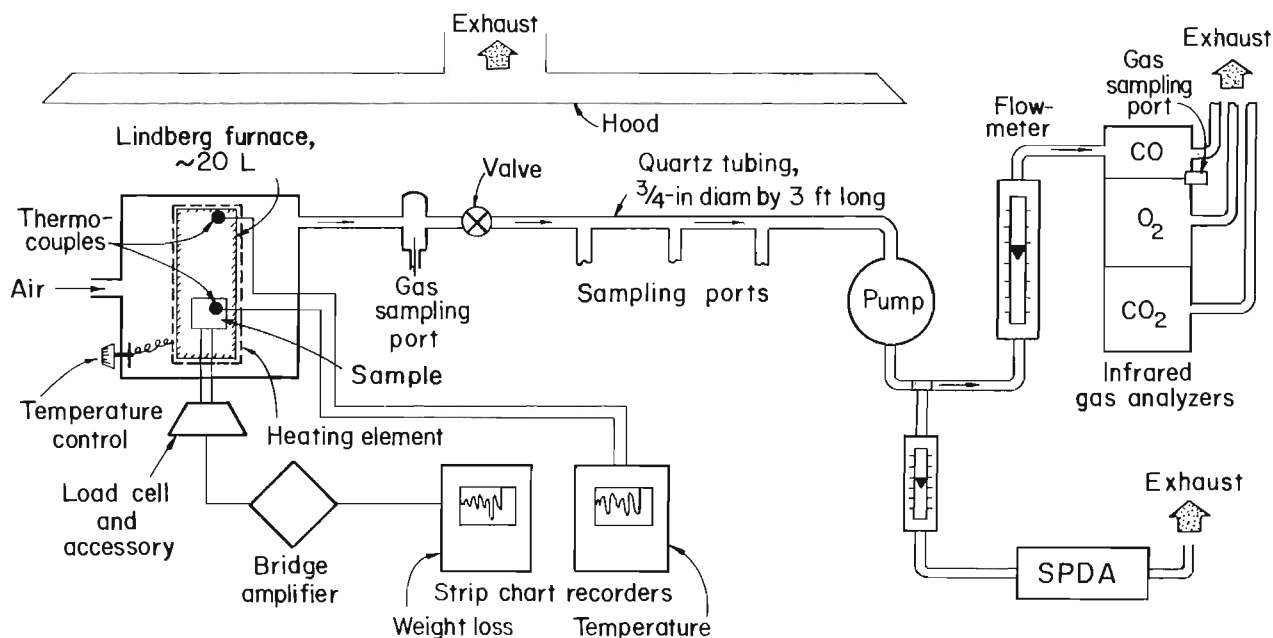 Exhaust
Hood
Lindberg furnace,
~20 L
Thermo-
couples
Air
Temperature
control
Load cell
and
accessory
Sample
Heating element
Bridge
amplifier
Strip chart recorders
Weight loss
Temperature
Gas
sampling
port
Valve
Quartz tubing,
3/4-in diam by 3 ft long
Sampling ports
Pump
Flow-
meter
Exhaust
Gas
sampling
port
CO
O2
CO2
Infrared
gas analyzers
Exhaust
SPDA